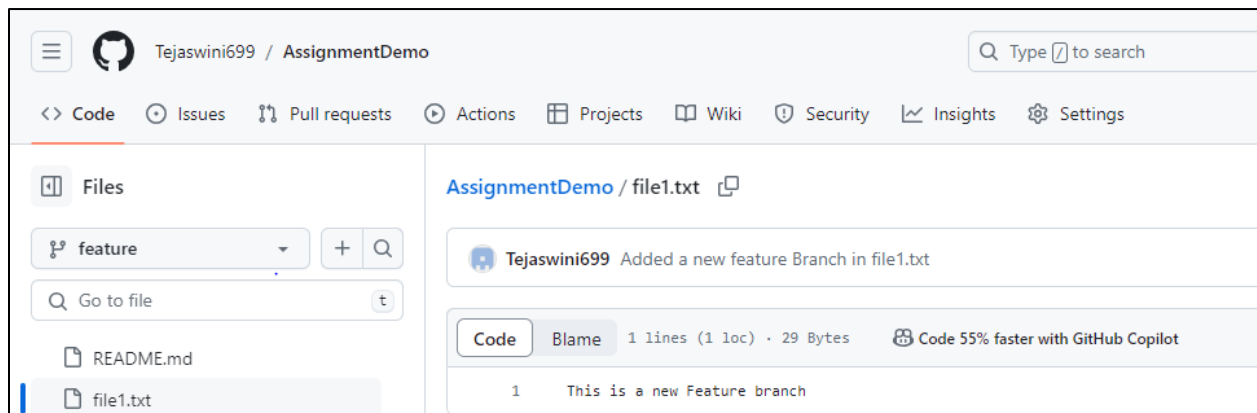 Tejaswini699 / AssignmentDemo
Type / to search
<> Code Issues Pull requests Actions Projects Wiki Security Insights Settings
Files
AssignmentDemo / file1.txt
feature
Tejaswini699 Added a new feature Branch in file1.txt
Go to file t
Code Blame 1 lines (1 loc) · 29 Bytes Code 55% faster with GitHub Copilot
README.md
1 This is a new Feature branch
file1.txt